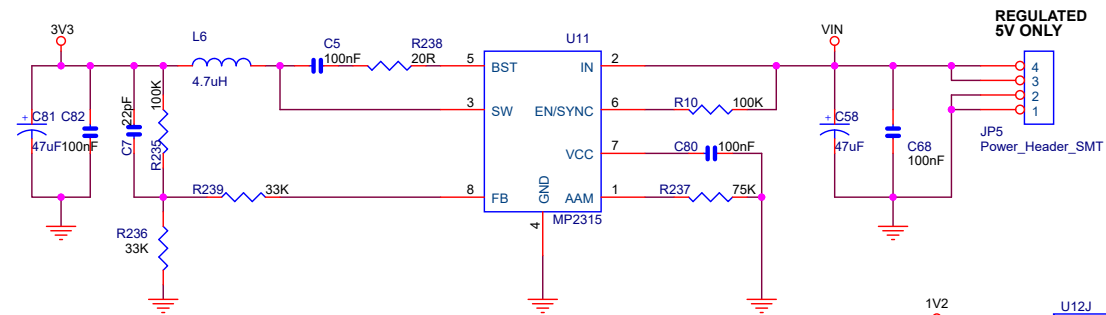 REGULATED
5V ONLY
3V3
L6
4.7uH
C5
100nF
R238
20R
U11
VIN
5
BST
IN
2
4
3
2
1
3
SW
EN/SYNC
6
R10
100K
VCC
7
C80
100nF
8
FB
GND
4
AAM
1
R237
75K
MP2315
+
C81
47uF
C82
100nF
C7
22pF
R235
100K
R239
33K
R236
33K
+
C58
47uF
C68
100nF
JP5
Power_Header_SMT
1V2
U12J